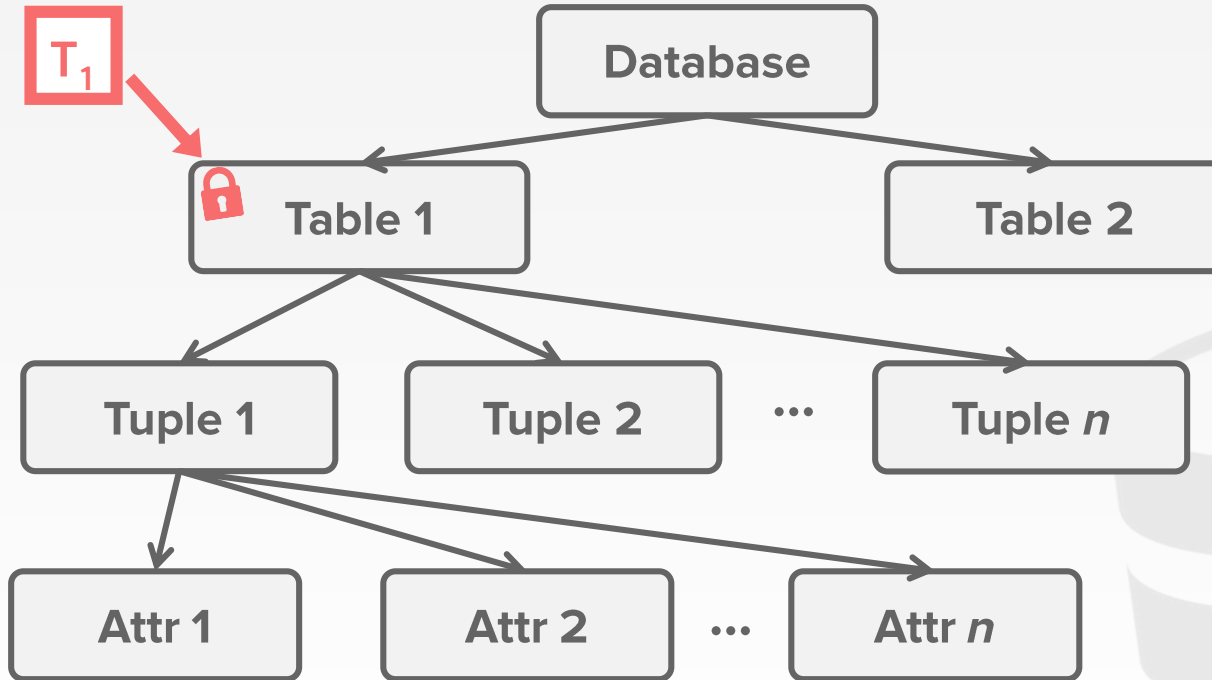 T1
Database
Table 1
Table 2
Tuple 1
Tuple 2
...
Tuple n
Attr 1
Attr 2
...
Attr n